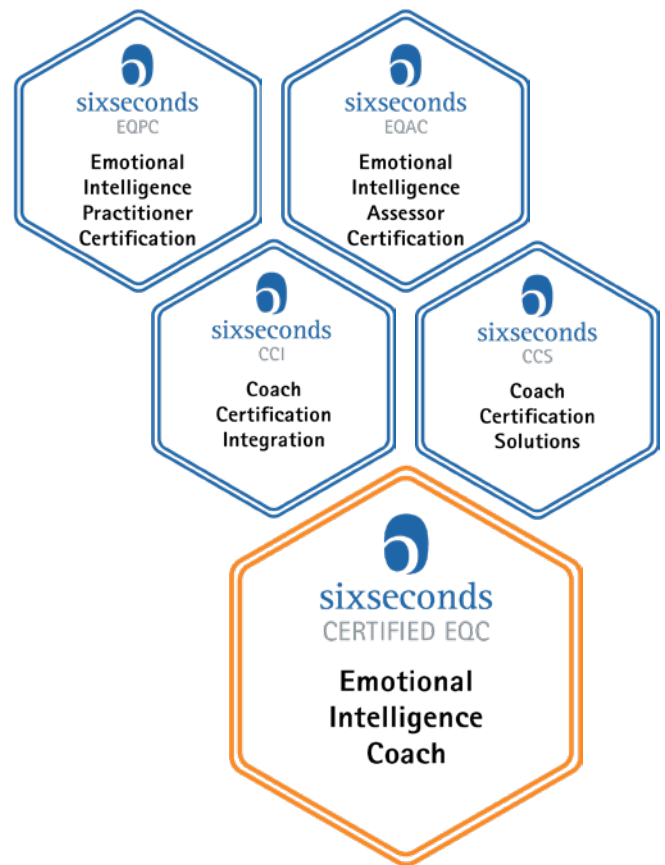 sixseconds
EQPC
Emotional
Intelligence
Practitioner
Certification
sixseconds
EQAC
Emotional
Intelligence
Assessor
Certification
sixseconds
CCI
Coach
Certification
Integration
sixseconds
CCS
Coach
Certification
Solutions
sixseconds
CERTIFIED EQC
Emotional
Intelligence
Coach